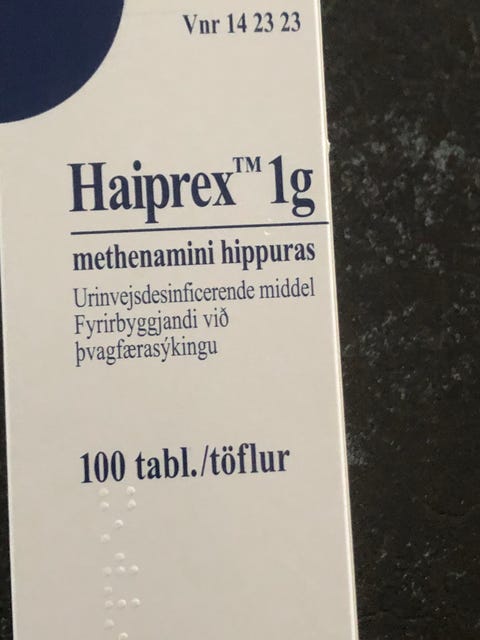 Vnr 14 23 23
Haiprex™ 1g
methenamini hippuras
Urinvejsdesinficerende middel
Fyrirbyggjandi við
þvagfærasýkingu
100 tabl./töflur